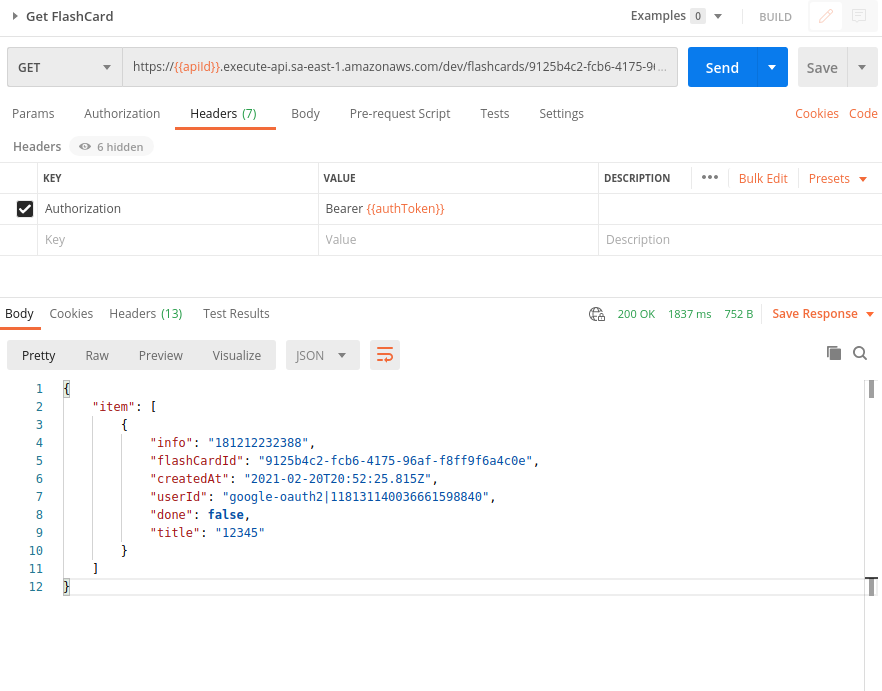 Get FlashCard Examples 0 BUILD
GET https://{{apiId}}.execute-api.sa-east-1.amazonaws.com/dev/flashcards/9125b4c2-fcb6-4175-9... Send Save
Params Authorization Headers (7) Body Pre-request Script Tests Settings Cookies Code
Headers 6 hidden
KEY VALUE DESCRIPTION ••• Bulk Edit Presets
Authorization Bearer {{authToken}}
Key Value Description
Body Cookies Headers (13) Test Results 200 OK 1837 ms 752 B Save Response
Pretty Raw Preview Visualize JSON
1 {
2 "item": [
3 {
4 "info": "181212232388",
5 "flashCardId": "9125b4c2-fcb6-4175-96af-f8ff9f6a4c0e",
6 "createdAt": "2021-02-20T20:52:25.815Z",
7 "userId": "google-oauth2|118131140036661598840",
8 "done": false,
9 "title": "12345"
10 }
11 ]
12 }